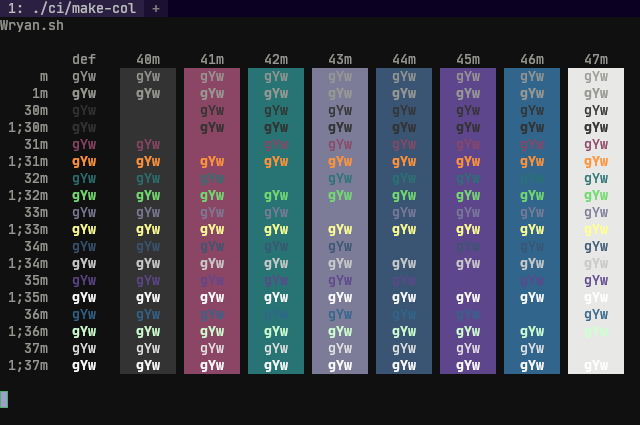 1: ./ci/make-col +
Wryan.sh
def 40m 41m 42m 43m 44m 45m 46m 47m
m gYw gYw gYw gYw gYw gYw gYw gYw gYw
1m gYw gYw gYw gYw gYw gYw gYw gYw gYw
30m gYw gYw gYw gYw gYw gYw gYw gYw
1;30m gYw gYw gYw gYw gYw gYw gYw gYw
31m gYw gYw gYw gYw gYw gYw gYw gYw
1;31m gYw gYw gYw gYw gYw gYw gYw gYw gYw
32m gYw gYw gYw gYw gYw gYw gYw gYw
1;32m gYw gYw gYw gYw gYw gYw gYw gYw gYw
33m gYw gYw gYw gYw gYw gYw gYw gYw
1;33m gYw gYw gYw gYw gYw gYw gYw gYw gYw
34m gYw gYw gYw gYw gYw gYw gYw gYw
1;34m gYw gYw gYw gYw gYw gYw gYw gYw gYw
35m gYw gYw gYw gYw gYw gYw gYw gYw
1;35m gYw gYw gYw gYw gYw gYw gYw gYw gYw
36m gYw gYw gYw gYw gYw gYw gYw gYw
1;36m gYw gYw gYw gYw gYw gYw gYw gYw gYw
37m gYw gYw gYw gYw gYw gYw gYw gYw
1;37m gYw gYw gYw gYw gYw gYw gYw gYw gYw